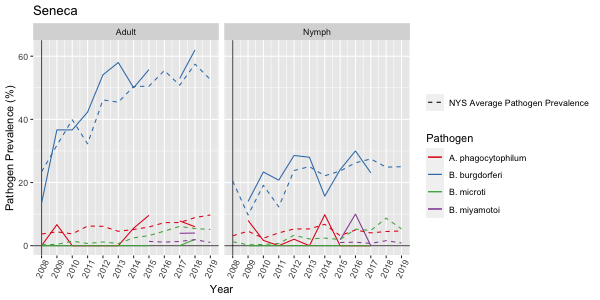 Seneca
Adult Nymph
Pathogen Prevalence (%)
60
40
20
0
2008 2009 2010 2011 2012 2013 2014 2015 2016 2017 2018 2019 2008 2009 2010 2011 2012 2013 2014 2015 2016 2017 2018 2019
Year
NYS Average Pathogen Prevalence
Pathogen
A. phagocytophilum
B. burgdorferi
B. microti
B. miyamotoi